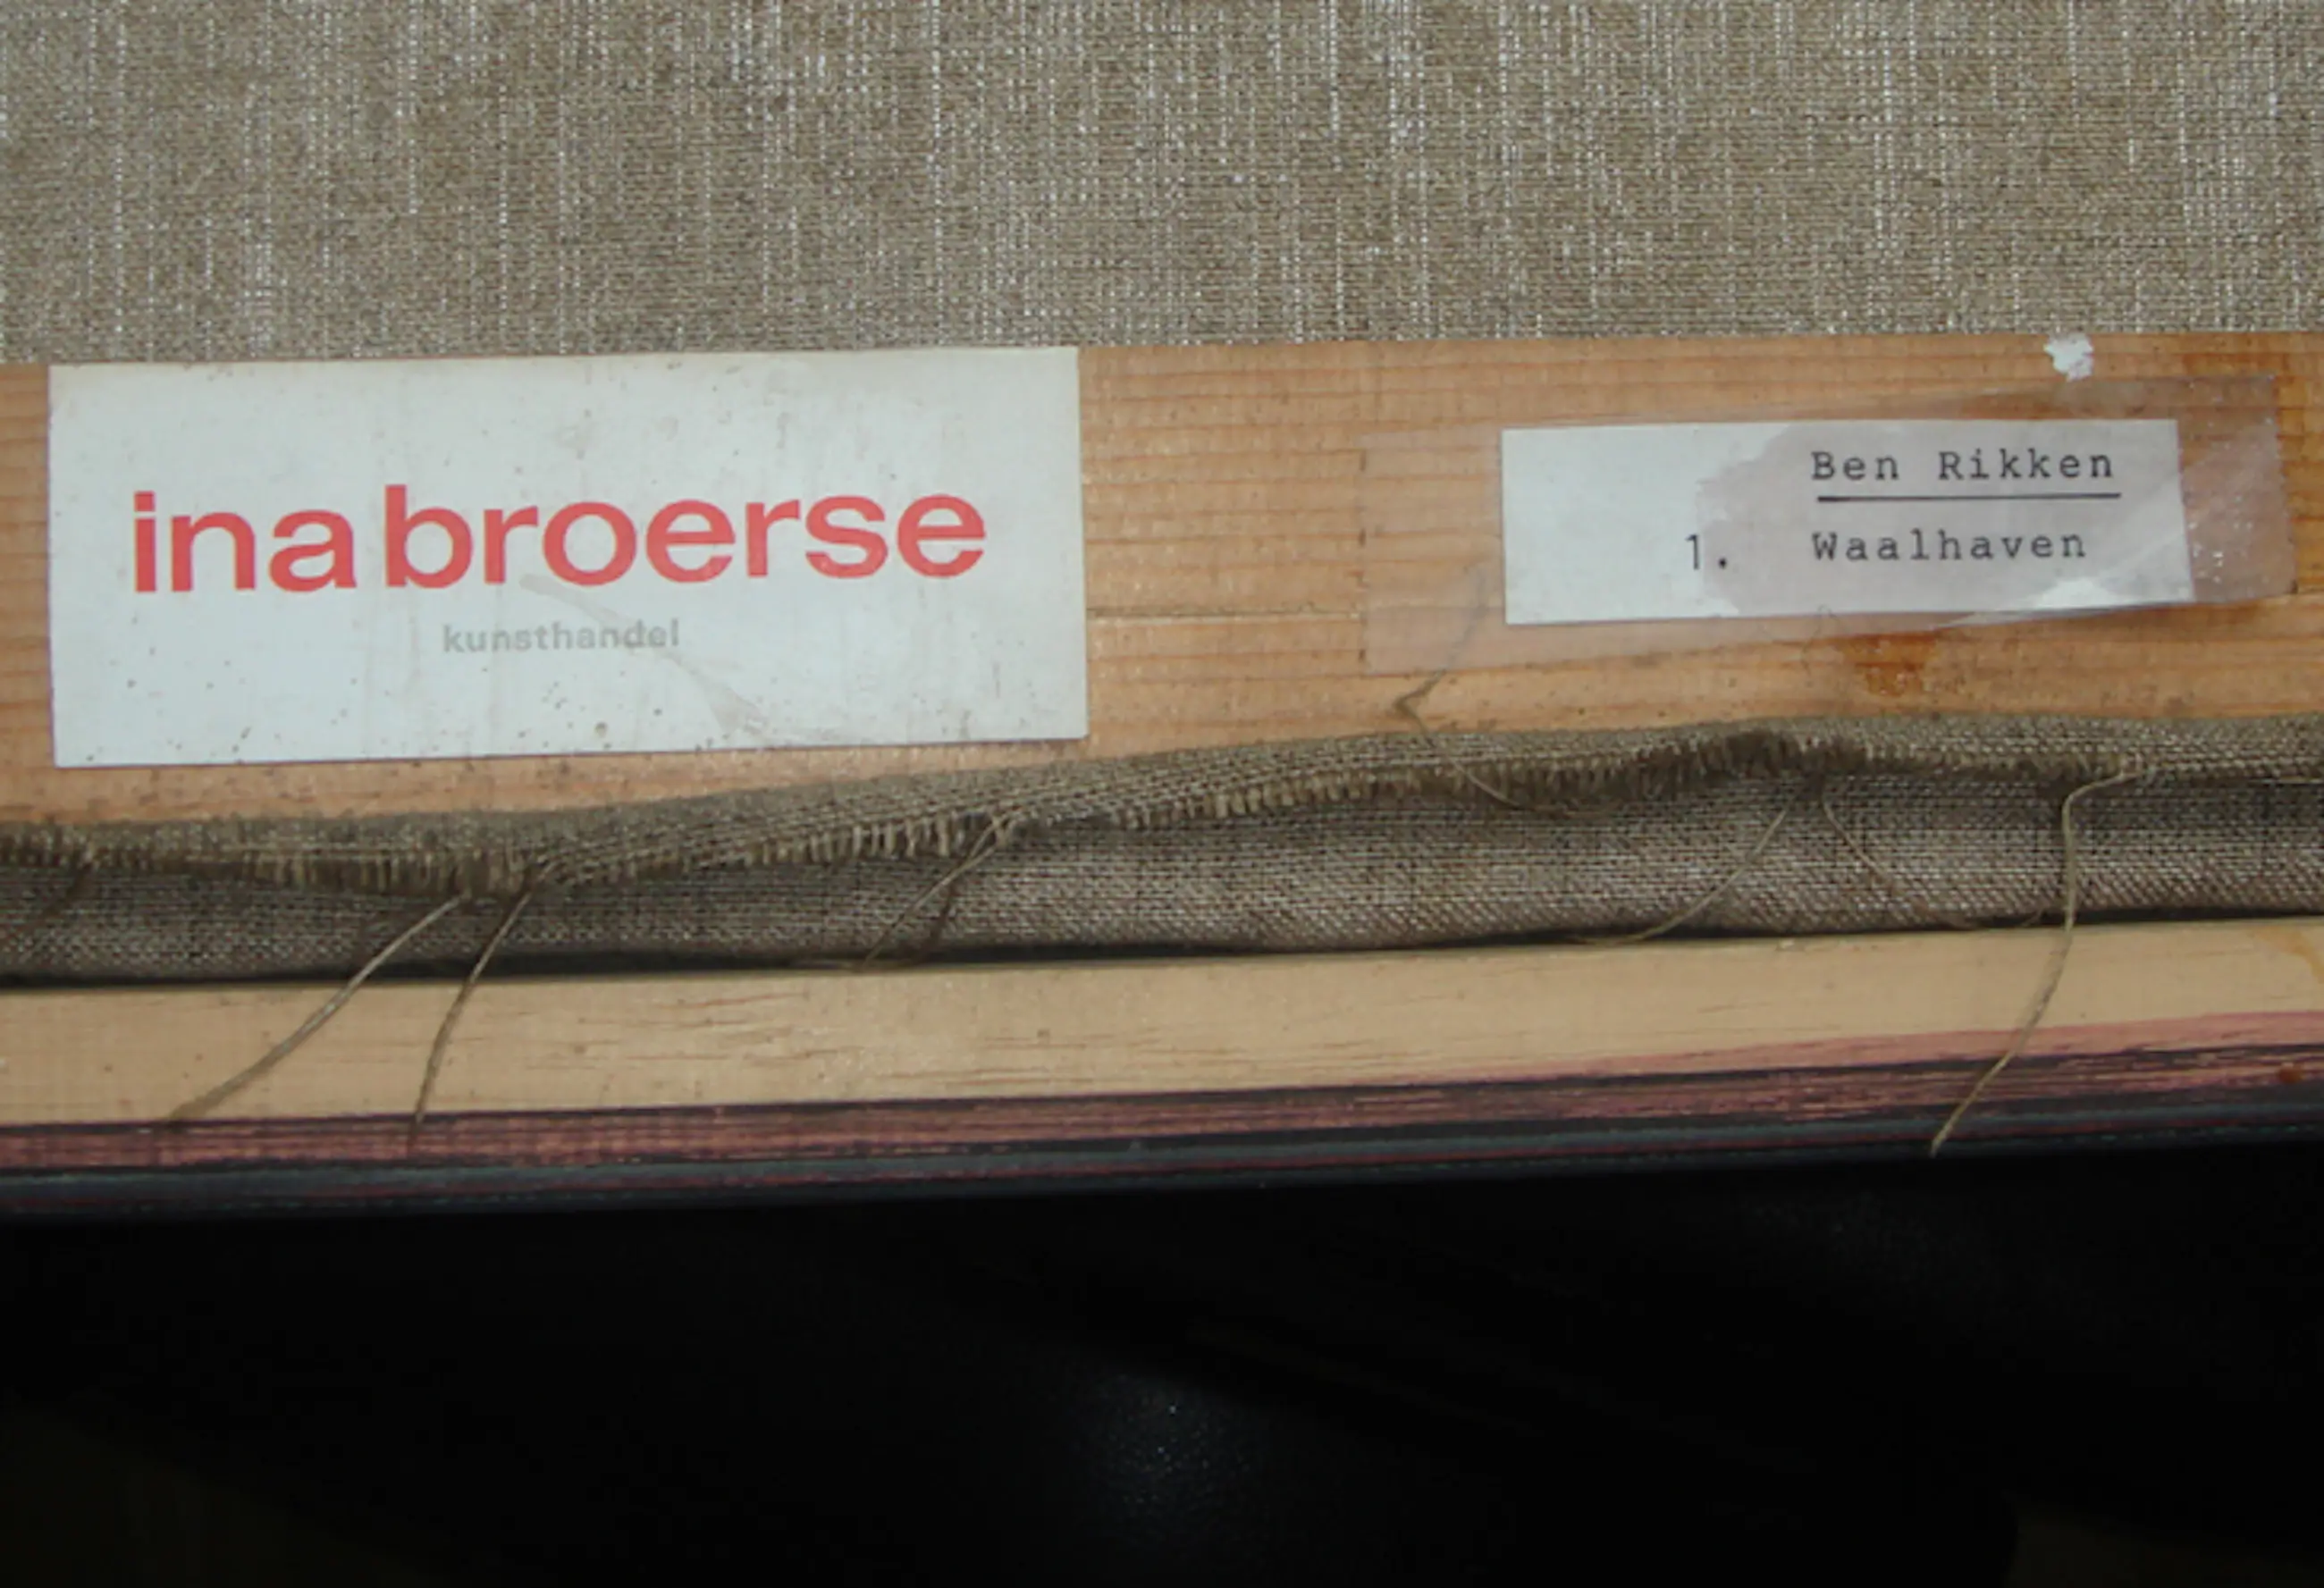 ina broerse
kunsthandel
Ben Rikken
1. Waalhaven